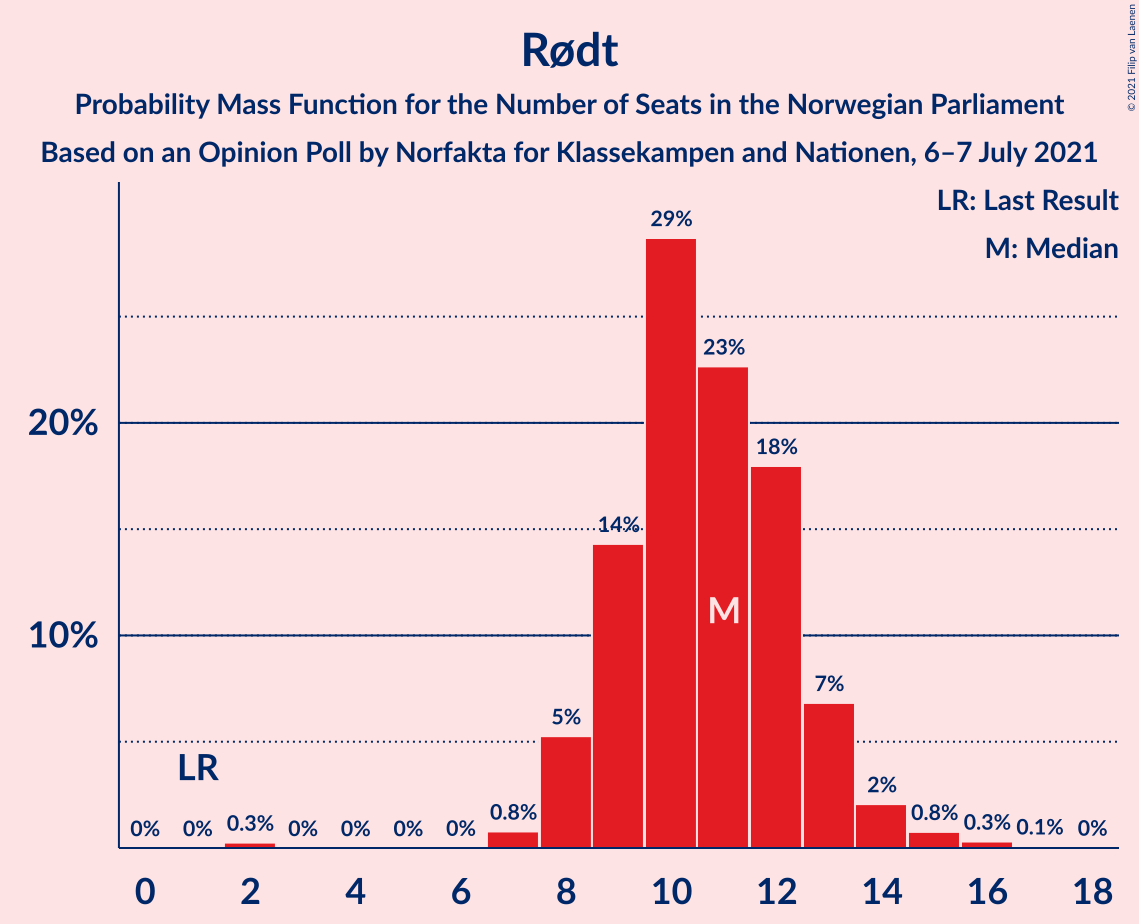 Rødt
Probability Mass Function for the Number of Seats in the Norwegian Parliament
Based on an Opinion Poll by Norfakta for Klassekampen and Nationen, 6–7 July 2021
© 2021 Filip van Laenen
LR: Last Result
M: Median
29%
23%
20%
18%
14%
M
10%
7%
5%
LR
2%
0% 0% 0.3% 0% 0% 0% 0% 0.8% 0.8% 0.3% 0.1% 0%
0 2 4 6 8 10 12 14 16 18